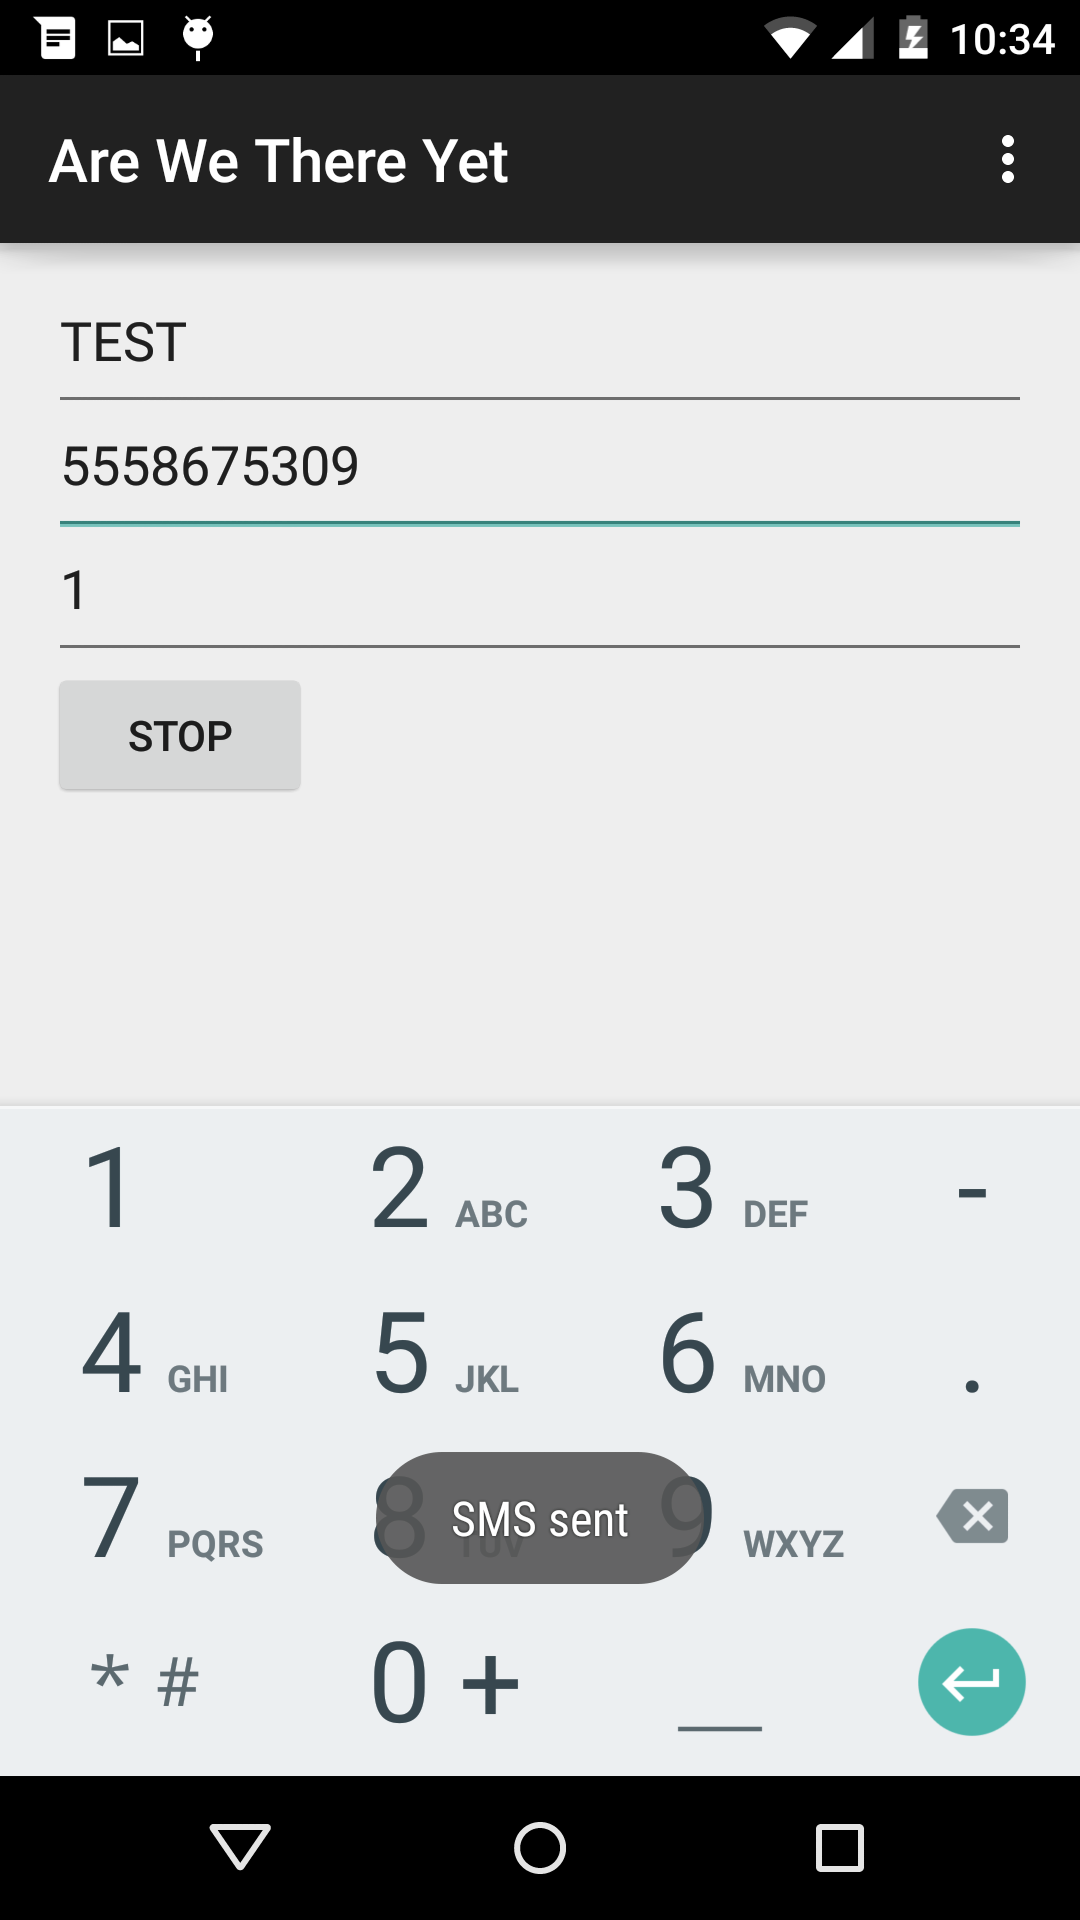 10:34
Are We There Yet
TEST
5558675309
1
STOP
1 2 ABC 3 DEF -
4 GHI 5 JKL 6 MNO .
7 PQRS 8 TUV 9 WXYZ
SMS sent
* # 0 + _